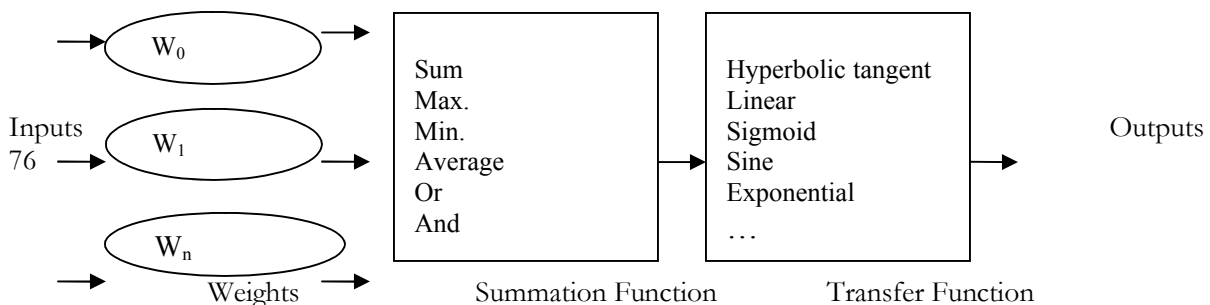 Inputs
76
W₀
W₁
Wₙ
Weights
Sum
Max.
Min.
Average
Or
And
Summation Function
Hyperbolic tangent
Linear
Sigmoid
Sine
Exponential
…
Transfer Function
Outputs